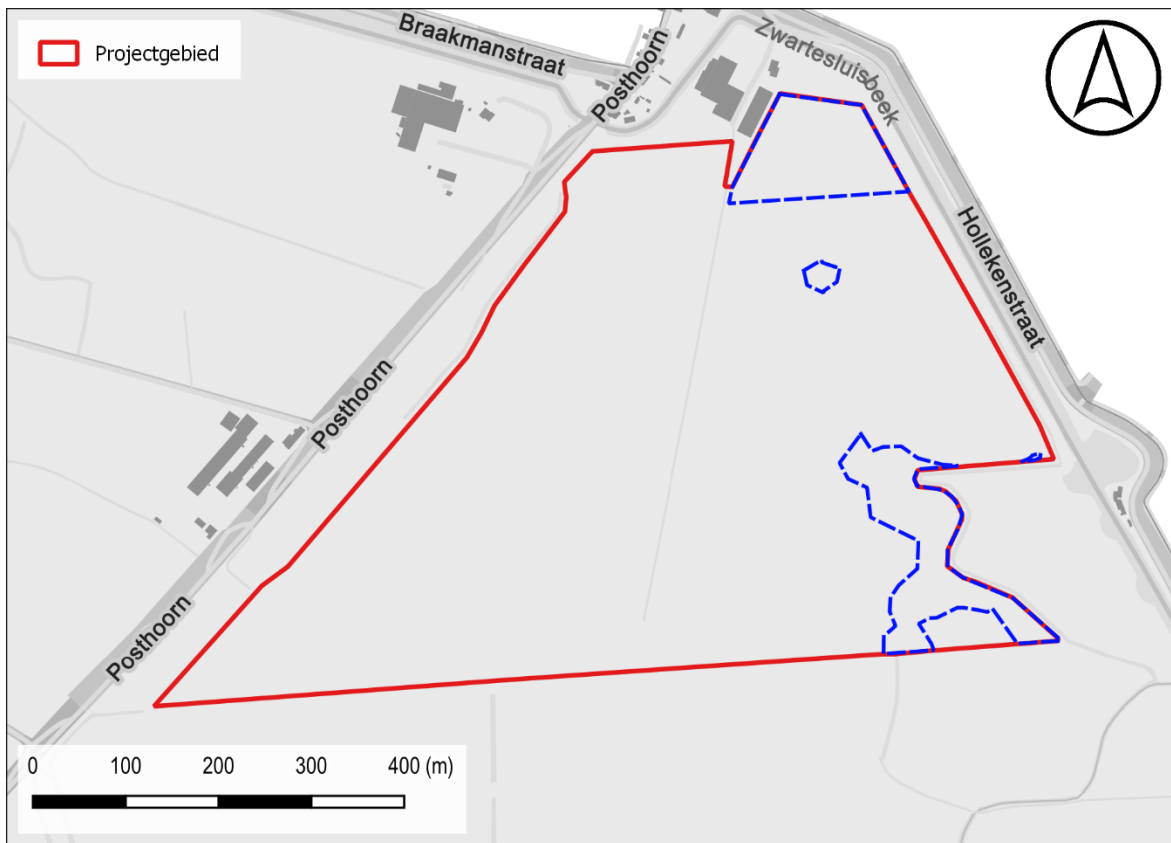 Projectgebied
Braakmanstraat
Posthoorn
Zwartesluisbeek
Hollekenstraat
Posthoorn
Posthoorn
0 100 200 300 400 (m)